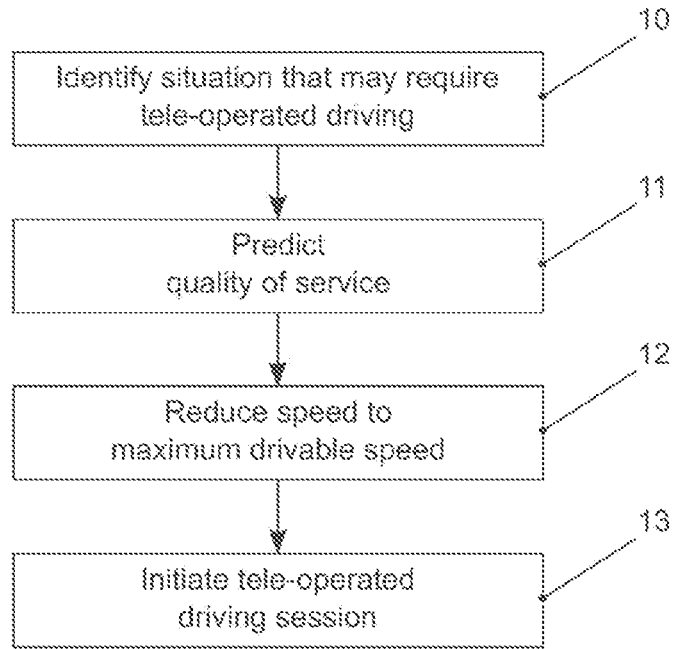 10
Identify situation that may require
tele-operated driving
11
Predict
quality of service
12
Reduce speed to
maximum drivable speed
13
Initiate tele-operated
driving session